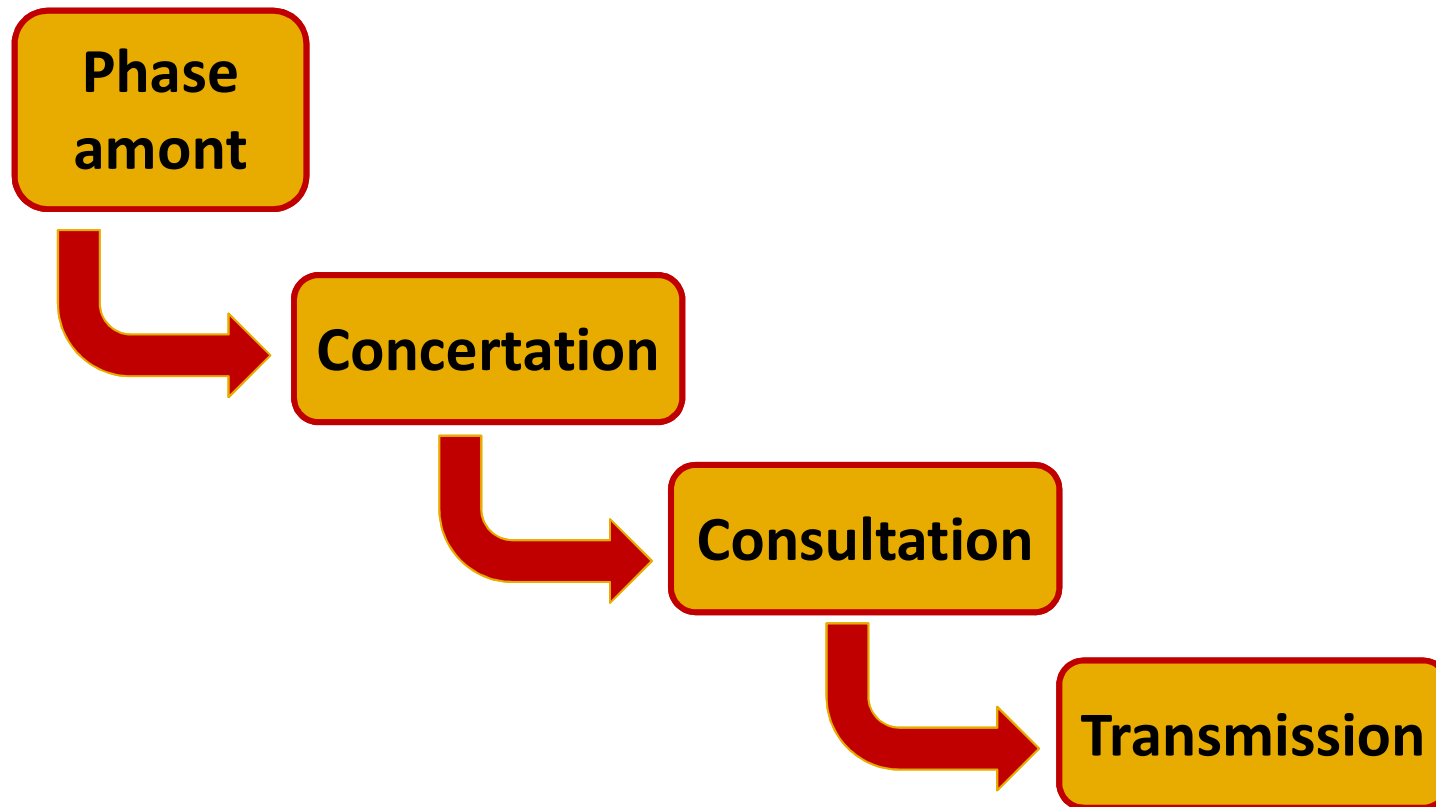 Phase
amont
Concertation
Consultation
Transmission